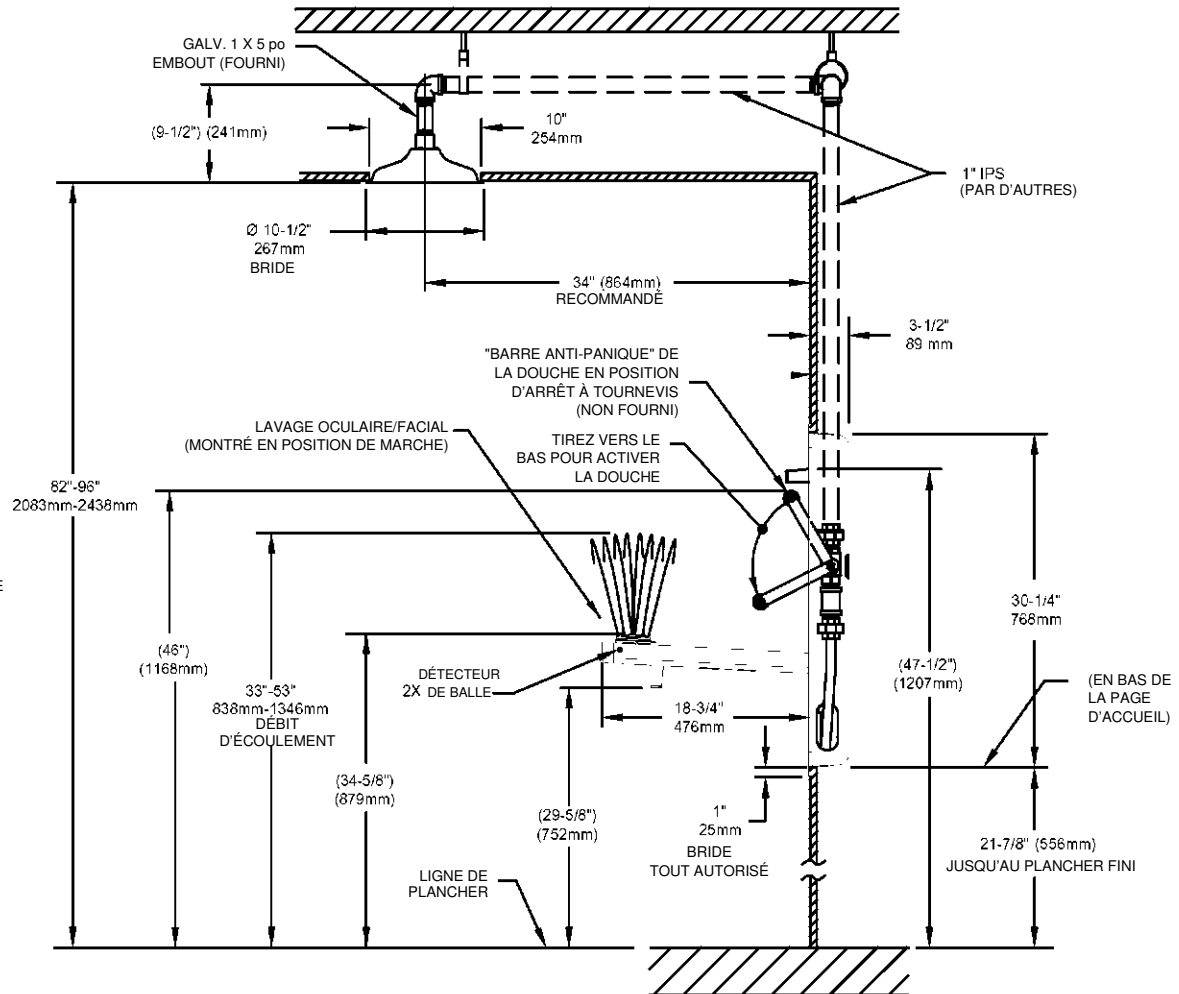 GALV. 1 X 5 po
EMBOUT (FOURNI)
(9-1/2") (241mm)
10"
254mm
1" IPS
(PAR D'AUTRES)
Ø 10-1/2"
267mm
BRIDE
34" (864mm)
RECOMMANDÉ
3-1/2"
89 mm
"BARRE ANTI-PANIQUE" DE
LA DOUCHE EN POSITION
D'ARRÊT À TOURNEVIS
(NON FOURNI)
LAVAGE OCULAIRE/FACIAL
(MONTRÉ EN POSITION DE MARCHE)
TIREZ VERS LE
BAS POUR ACTIVER
LA DOUCHE
82"-96"
2083mm-2438mm
E
(46")
(1168mm)
30-1/4"
768mm
33"-53"
838mm-1346mm
DÉBIT
D'ÉCOULEMENT
DÉTECTEUR
2X DE BALLE
(47-1/2")
(1207mm)
(EN BAS DE
LA PAGE
D'ACCUEIL)
18-3/4"
476mm
(34-5/8")
(879mm)
(29-5/8")
(752mm)
1"
25mm
BRIDE
TOUT AUTORISÉ
21-7/8" (556mm)
JUSQU'AU PLANCHER FINI
LIGNE DE
PLANCHER